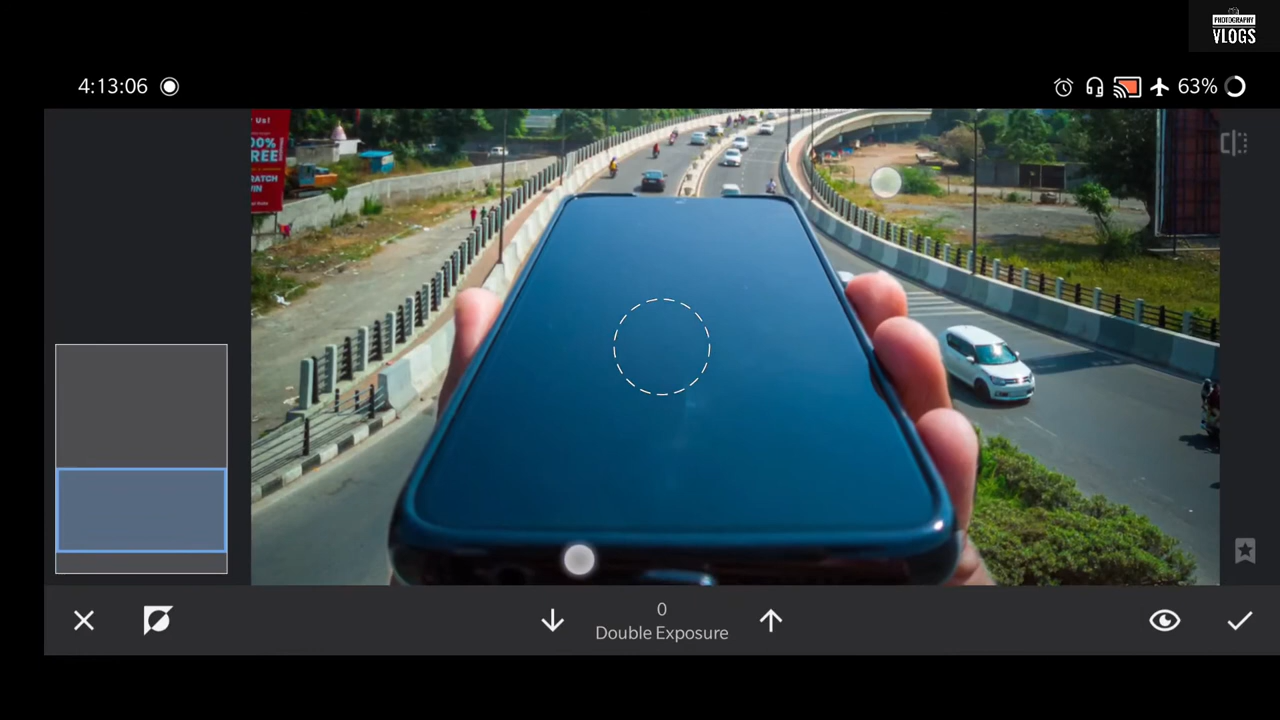 PHOTOGRAPHY
VLOGS
4:13:06
63%
Us!
00%
REE
RATCH
WIN
0
Double Exposure